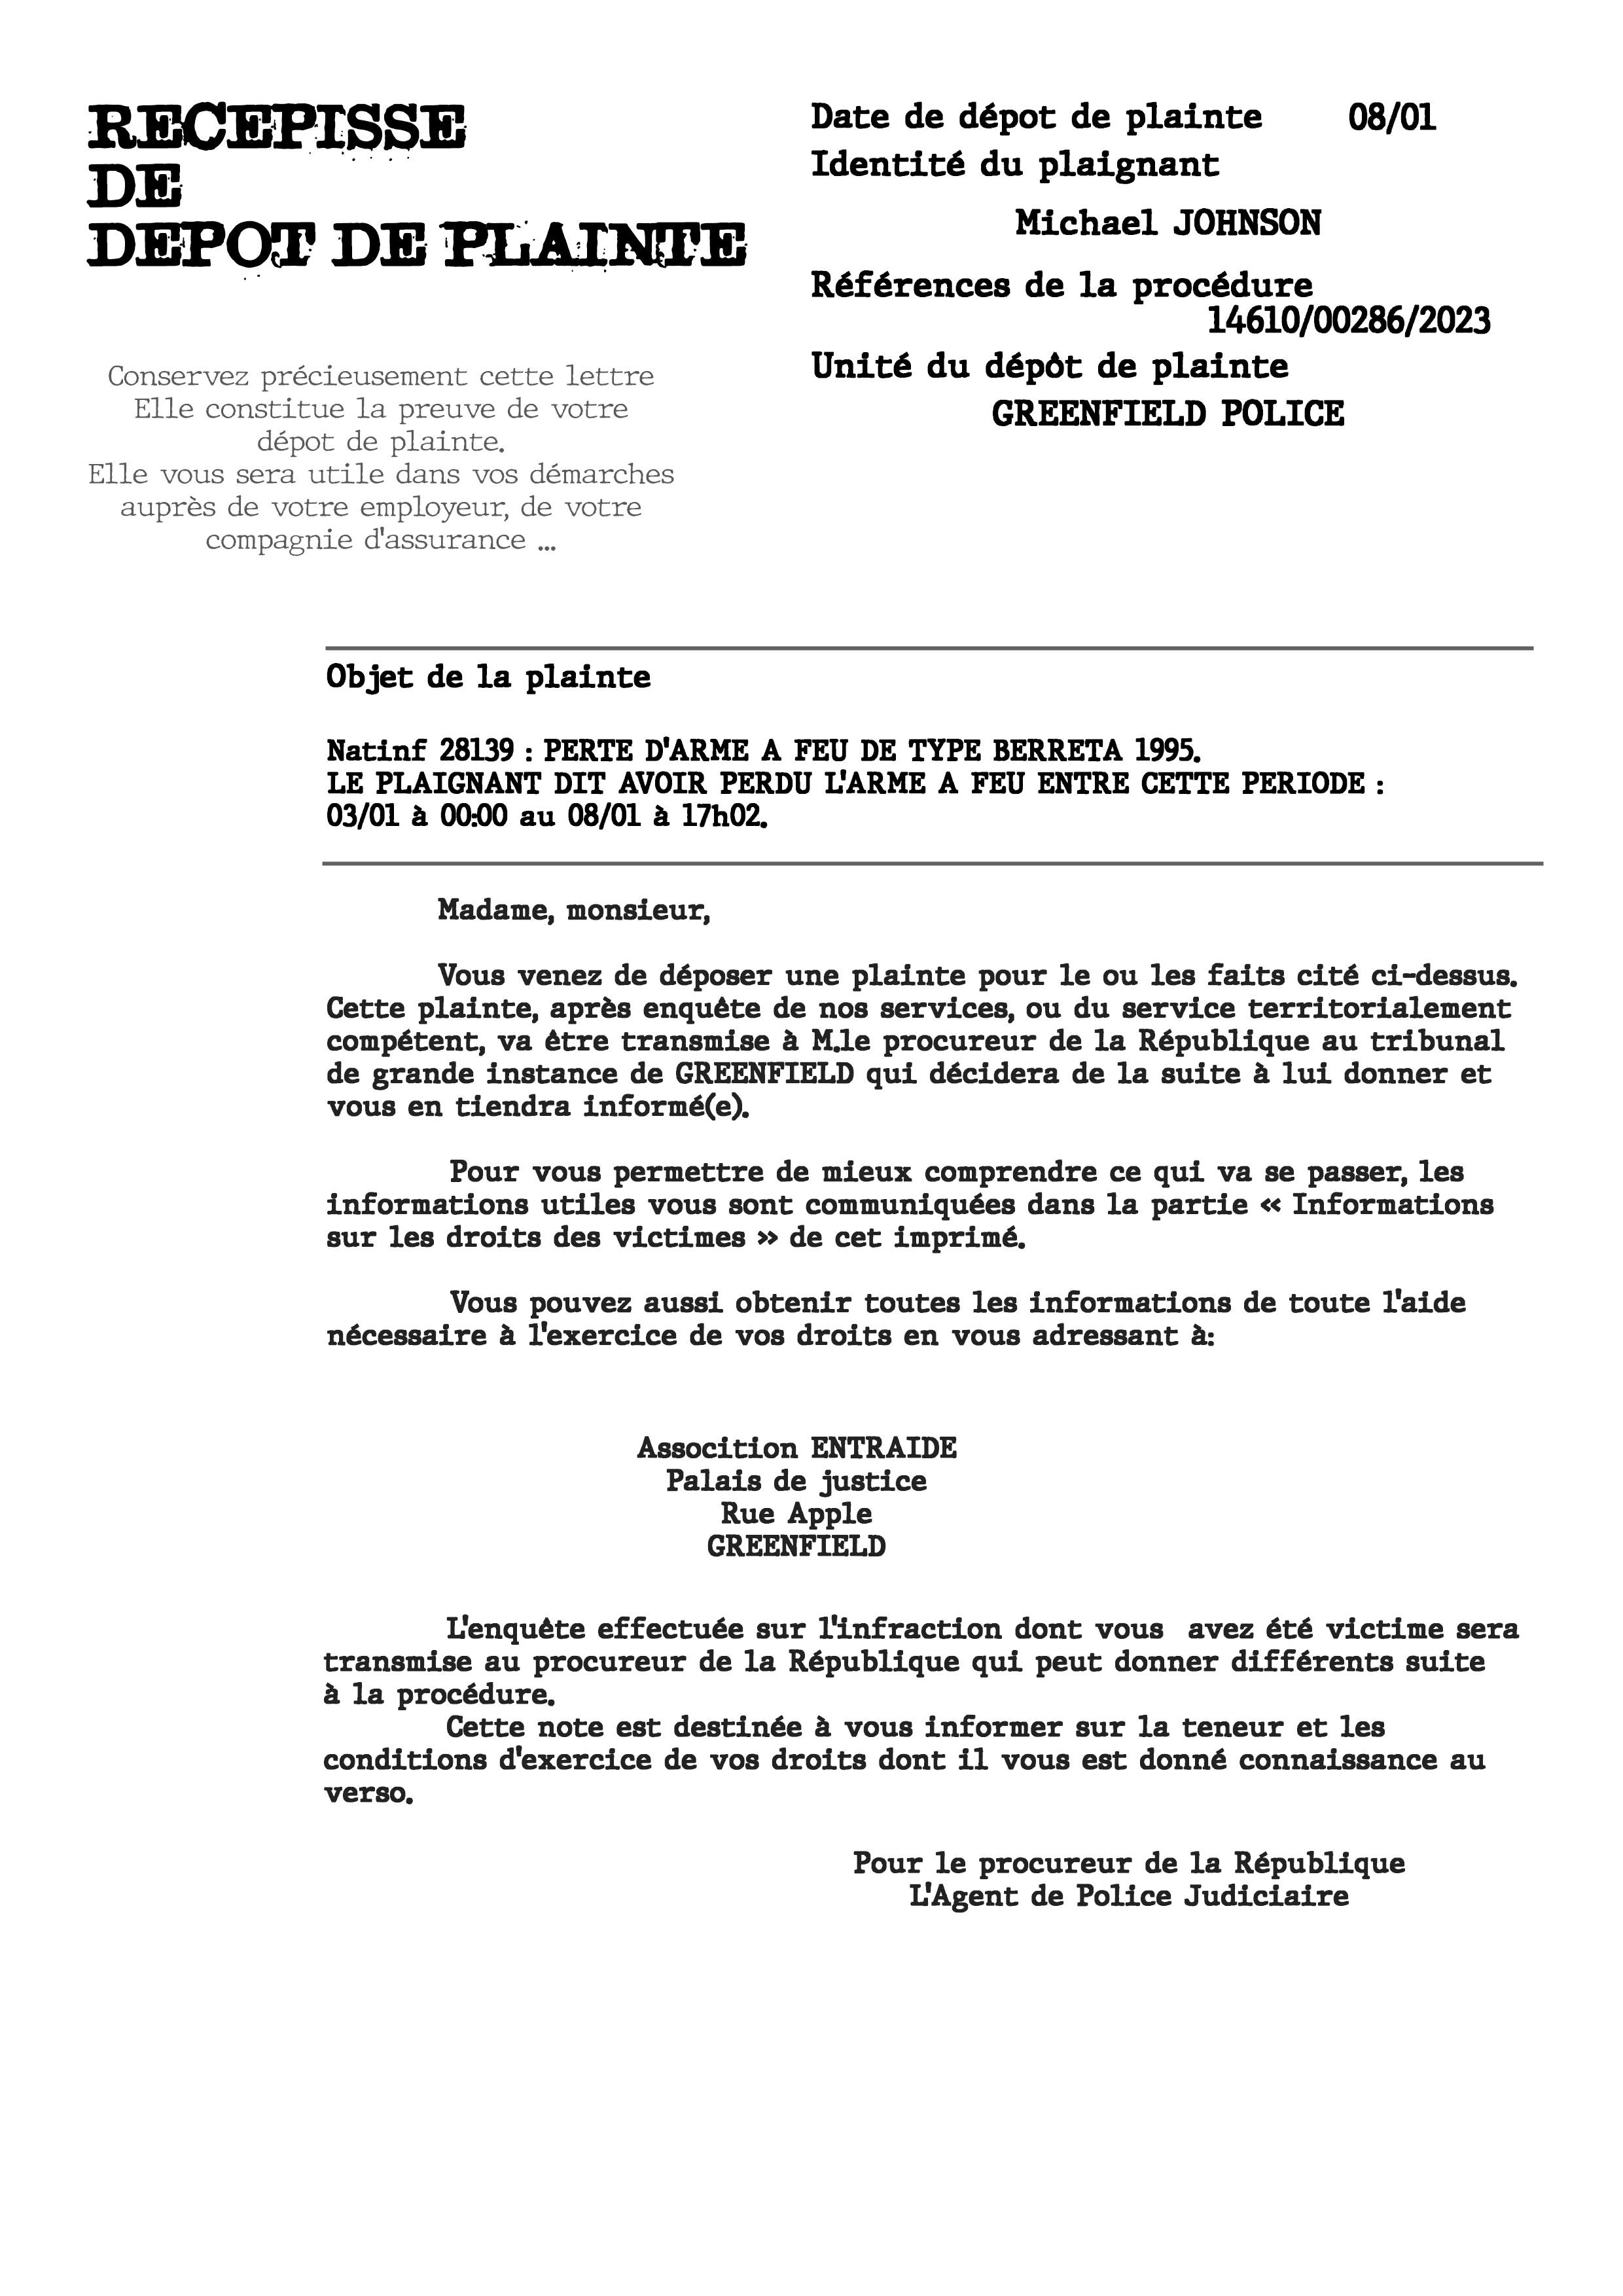 RECEPISSE
DE
DEPOT DE PLAINTE
Conservez précieusement cette lettre
Elle constitue la preuve de votre
dépot de plainte.
Elle vous sera utile dans vos démarches
auprès de votre employeur, de votre
compagnie d'assurance ...
Date de dépot de plainte 08/01
Identité du plaignant
Michael JOHNSON
Références de la procédure
14610/00286/2023
Unité du dépôt de plainte
GREENFIELD POLICE
Objet de la plainte
Natinf 28139 : PERTE D'ARME A FEU DE TYPE BERRETA 1995.
LE PLAIGNANT DIT AVOIR PERDU L'ARME A FEU ENTRE CETTE PERIODE :
03/01 à 00:00 au 08/01 à 17h02.
Madame, monsieur,
Vous venez de déposer une plainte pour le ou les faits cité ci-dessus.
Cette plainte, après enquête de nos services, ou du service territorialement
compétent, va être transmise à M.le procureur de la République au tribunal
de grande instance de GREENFIELD qui décidera de la suite à lui donner et
vous en tiendra informé(e).
Pour vous permettre de mieux comprendre ce qui va se passer, les
informations utiles vous sont communiquées dans la partie « Informations
sur les droits des victimes » de cet imprimé.
Vous pouvez aussi obtenir toutes les informations de toute l'aide
nécessaire à l'exercice de vos droits en vous adressant à:
Assocition ENTRAIDE
Palais de justice
Rue Apple
GREENFIELD
L'enquête effectuée sur l'infraction dont vous avez été victime sera
transmise au procureur de la République qui peut donner différents suite
à la procédure.
Cette note est destinée à vous informer sur la teneur et les
conditions d'exercice de vos droits dont il vous est donné connaissance au
verso.
Pour le procureur de la République
L'Agent de Police Judiciaire